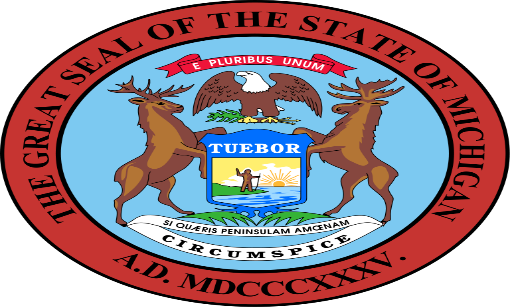 THE GREAT SEAL OF THE STATE OF MICHIGAN
E PLURIBUS UNUM
TUEBOR
SI QUÆRIS PENINSULAM AMŒNAM
CIRCUMSPICE
A.D. MDCCCXXXV.